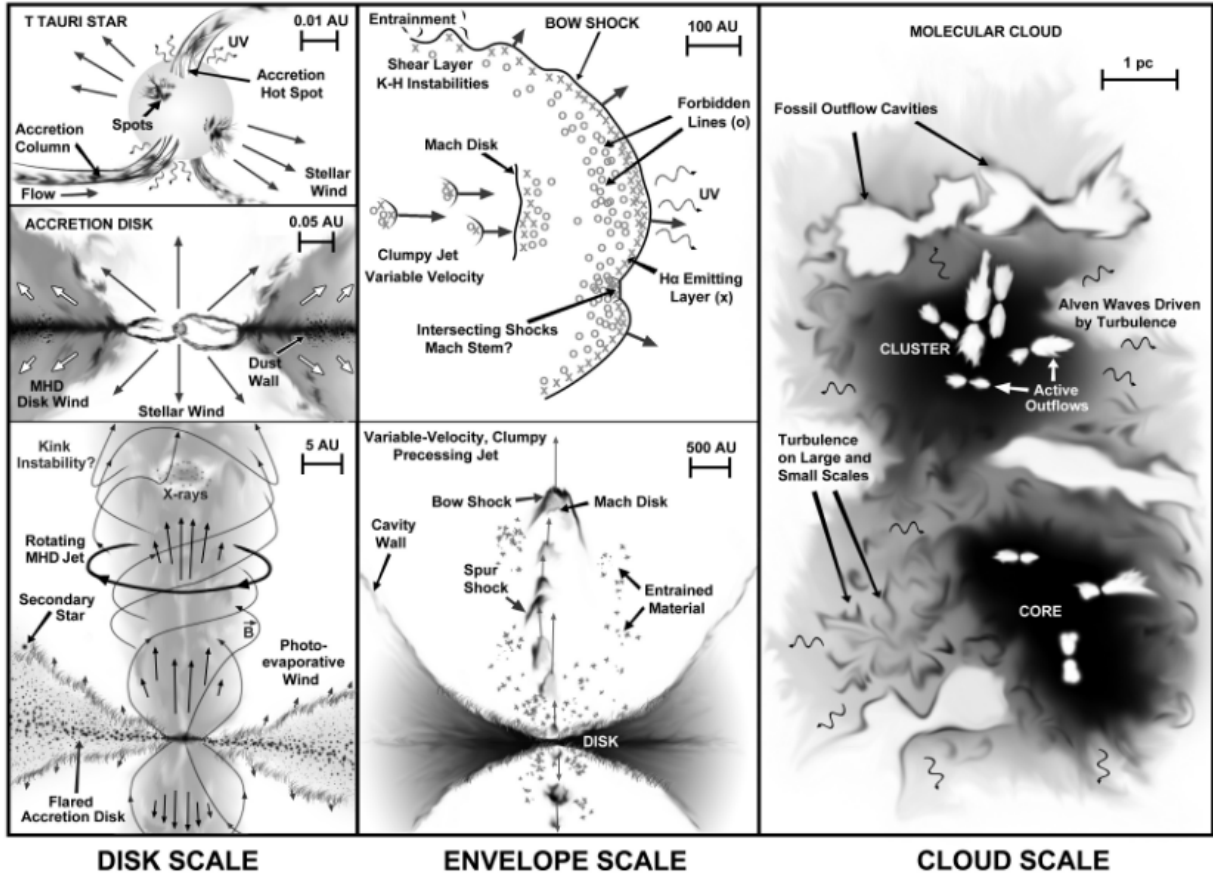 T TAURI STAR
0.01 AU
UV
Accretion
Hot Spot
Spots
Accretion
Column
Flow
Stellar
Wind
ACCRETION DISK
0.05 AU
Dust
Wall
MHD
Disk Wind
Stellar Wind
Kink
Instability?
5 AU
X-rays
Rotating
MHD Jet
Secondary
Star
B
Photo-
evaporative
Wind
Flared
Accretion Disk
DISK SCALE
Entrainment
BOW SHOCK
100 AU
Shear Layer
K-H Instabilities
Forbidden
Lines (o)
Mach Disk
UV
Clumpy Jet
Variable Velocity
Hα Emitting
Layer (x)
Intersecting Shocks
Mach Stem?
Variable-Velocity, Clumpy
Precessing Jet
500 AU
Bow Shock
Mach Disk
Cavity
Wall
Spur
Shock
Entrained
Material
DISK
ENVELOPE SCALE
MOLECULAR CLOUD
1 pc
Fossil Outflow Cavities
Alven Waves Driven
by Turbulence
CLUSTER
Active
Outflows
Turbulence
on Large and
Small Scales
CORE
CLOUD SCALE